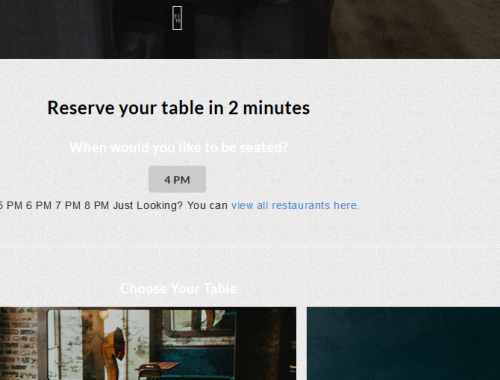 Reserve your table in 2 minutes
When would you like to be seated?
4 PM
5 PM 6 PM 7 PM 8 PM Just Looking? You can view all restaurants here.
Choose Your Table